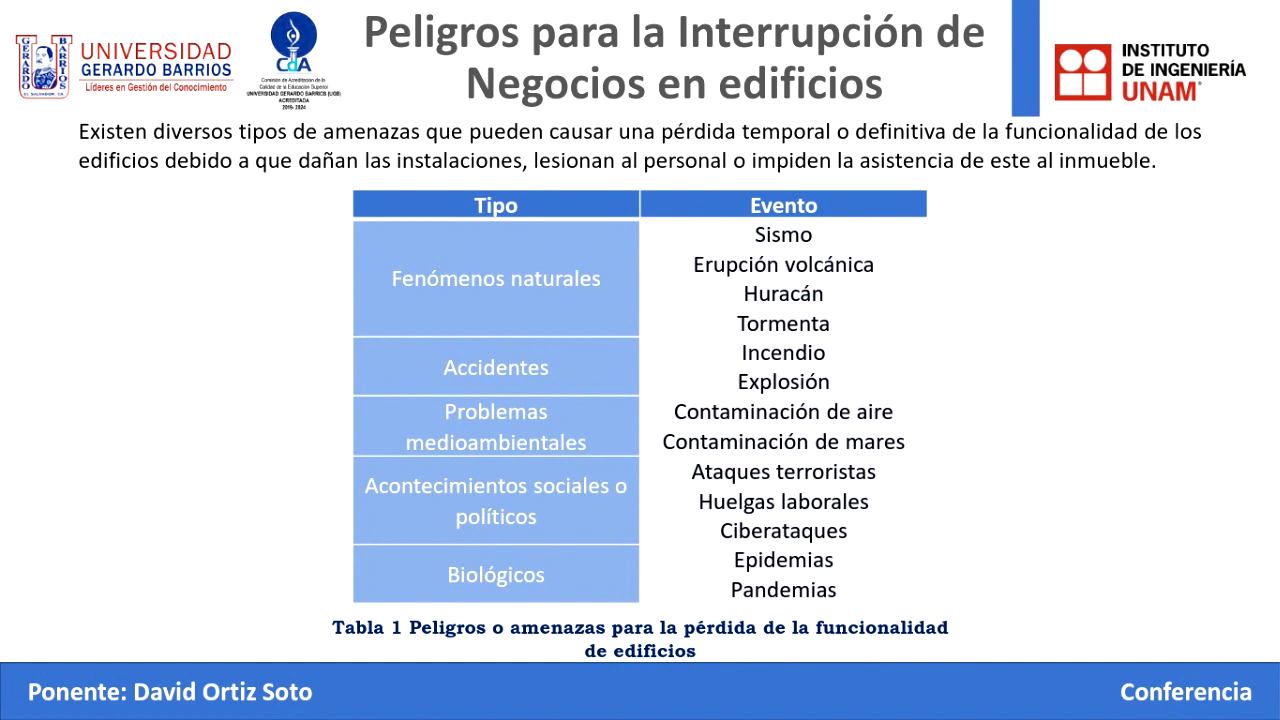 GERARDO BARRIOS
EL SALVADOR, CA.
UNIVERSIDAD
GERARDO BARRIOS
Líderes en Gestión del Conocimiento
CdA
Comisión de Acreditación de la
Calidad de la Educación Superior
UNIVERSIDAD GERARDO BARRIOS (UGB)
ACREDITADA
2019- 2024
Peligros para la Interrupción de
Negocios en edificios
INSTITUTO
DE INGENIERÍA
UNAM
Existen diversos tipos de amenazas que pueden causar una pérdida temporal o definitiva de la funcionalidad de los
edificios debido a que dañan las instalaciones, lesionan al personal o impiden la asistencia de este al inmueble.
Tipo Evento
Fenómenos naturales
Sismo
Erupción volcánica
Huracán
Tormenta
Accidentes
Incendio
Explosión
Problemas
medioambientales
Contaminación de aire
Contaminación de mares
Acontecimientos sociales o
políticos
Ataques terroristas
Huelgas laborales
Ciberataques
Biológicos
Epidemias
Pandemias
Tabla 1 Peligros o amenazas para la pérdida de la funcionalidad
de edificios
Ponente: David Ortiz Soto
Conferencia